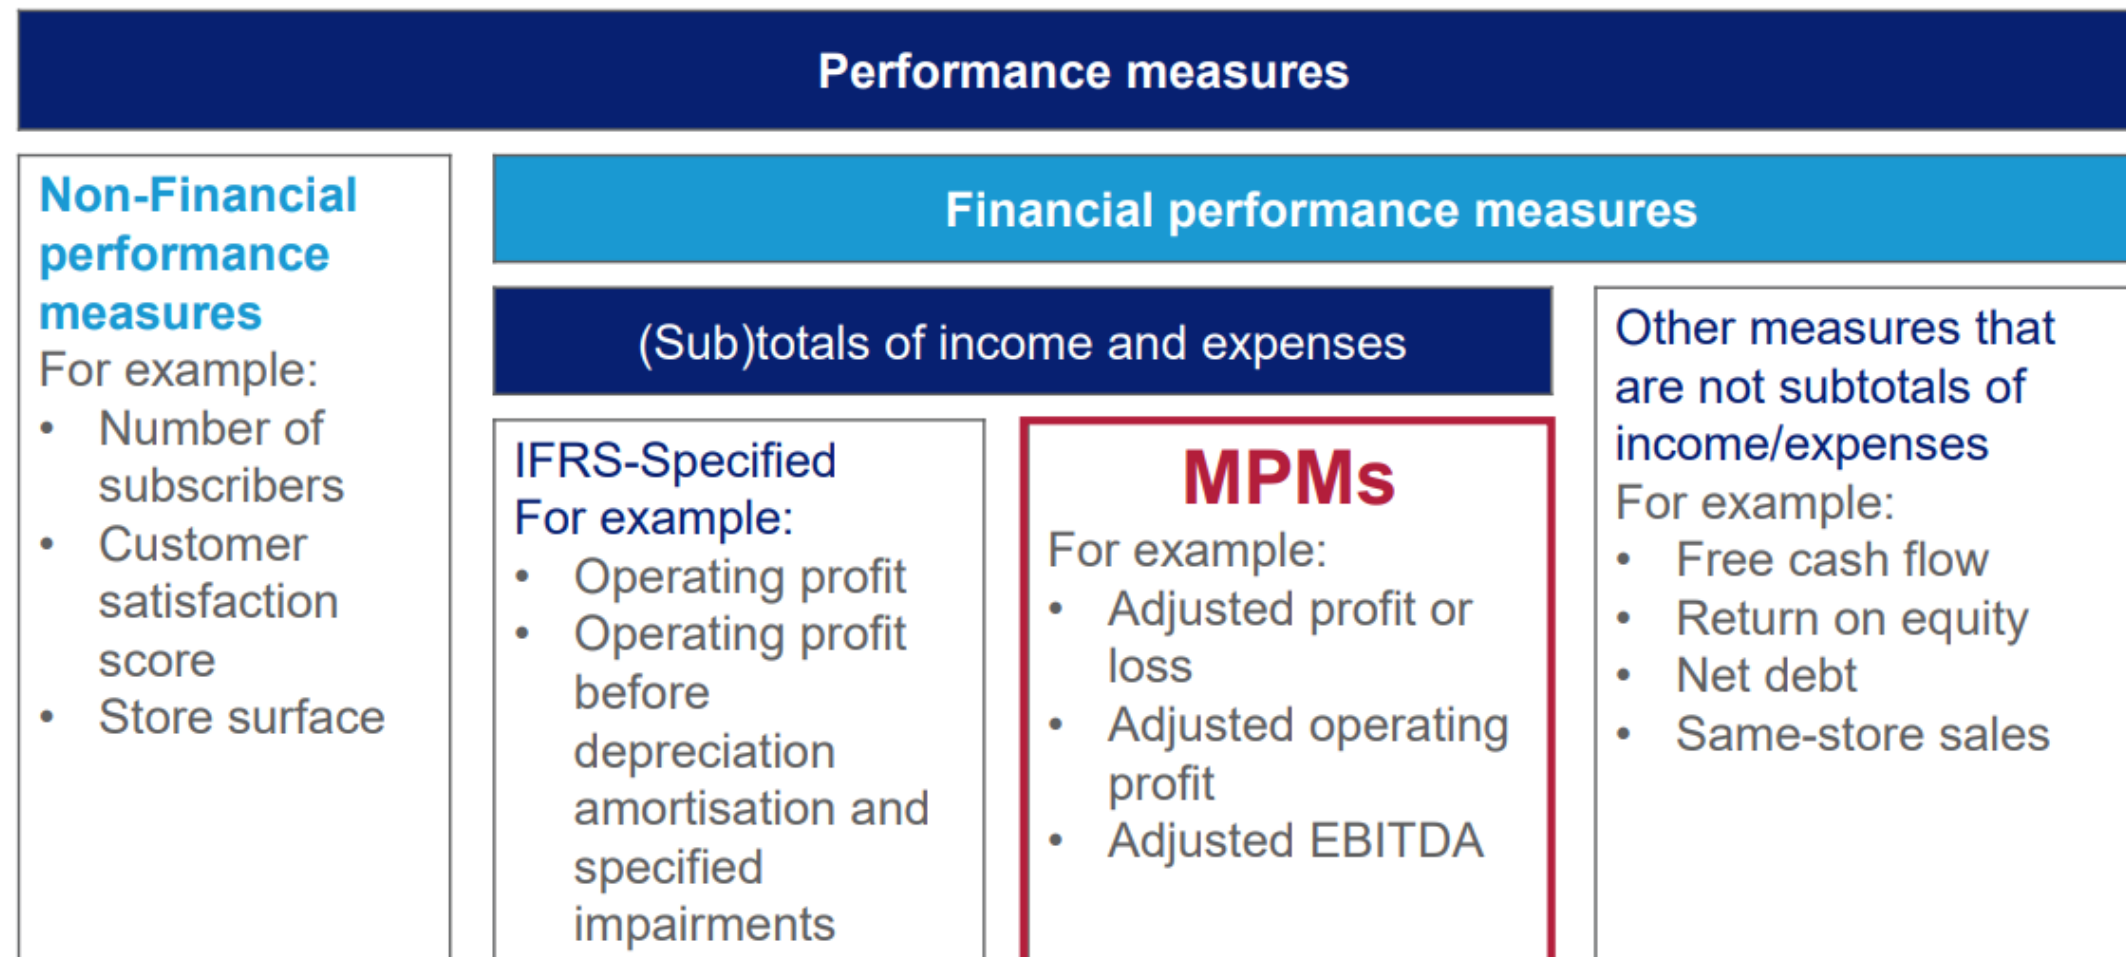 Performance measures
Non-Financial
performance
measures
For example:
• Number of
subscribers
• Customer
satisfaction
score
• Store surface
Financial performance measures
(Sub)totals of income and expenses
IFRS-Specified
For example:
• Operating profit
• Operating profit
before
depreciation
amortisation and
specified
impairments
MPMs
For example:
• Adjusted profit or
loss
• Adjusted operating
profit
• Adjusted EBITDA
Other measures that
are not subtotals of
income/expenses
For example:
• Free cash flow
• Return on equity
• Net debt
• Same-store sales